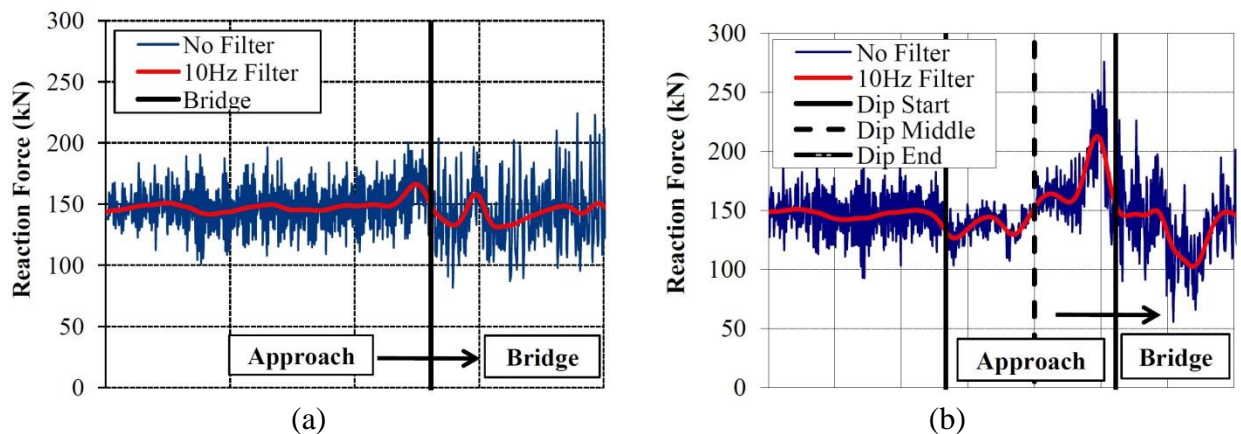 Reaction Force (kN)
300
250
200
150
100
50
0
No Filter
10Hz Filter
Bridge
Approach
Bridge
(a)
Reaction Force (kN)
300
250
200
150
100
50
0
No Filter
10Hz Filter
Dip Start
Dip Middle
Dip End
Approach
Bridge
(b)